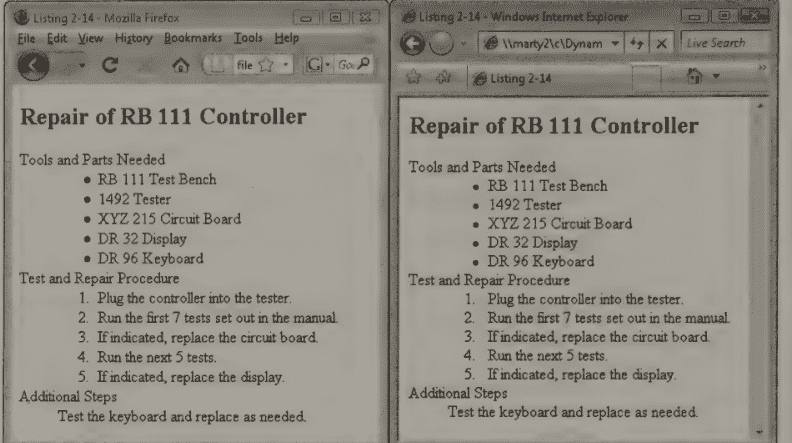 Listing 2-14 - Mozilla Firefox
File Edit View History Bookmarks Tools Help
file
Repair of RB 111 Controller
Tools and Parts Needed
• RB 111 Test Bench
• 1492 Tester
• XYZ 215 Circuit Board
• DR 32 Display
• DR 96 Keyboard
Test and Repair Procedure
1. Plug the controller into the tester.
2. Run the first 7 tests set out in the manual.
3. If indicated, replace the circuit board.
4. Run the next 5 tests.
5. If indicated, replace the display.
Additional Steps
Test the keyboard and replace as needed.
Listing 2-14 - Windows Internet Explorer
\\marty2\c\Dynam
Live Search
Listing 2-14
Repair of RB 111 Controller
Tools and Parts Needed
• RB 111 Test Bench
• 1492 Tester
• XYZ 215 Circuit Board
• DR 32 Display
• DR 96 Keyboard
Test and Repair Procedure
1. Plug the controller into the tester.
2. Run the first 7 tests set out in the manual.
3. If indicated, replace the circuit board.
4. Run the next 5 tests.
5. If indicated, replace the display.
Additional Steps
Test the keyboard and replace as needed.